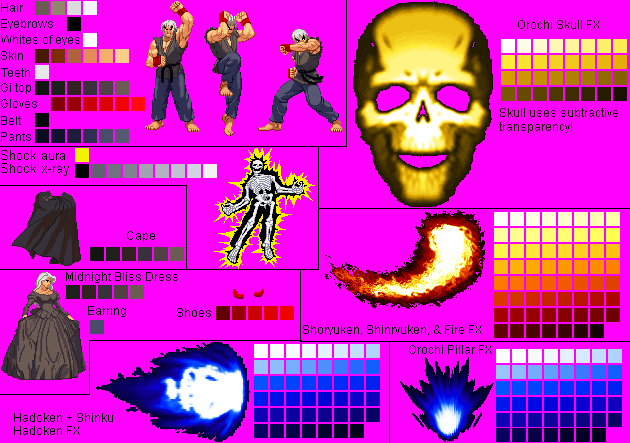 Hair
Eyebrows
Whites of eyes
Skin
Teeth
Gi top
Gloves
Belt
Pants
Orochi Skull FX
Skull uses subtractive
transparency!
Shock aura
Shock x-ray
Cape
Midnight Bliss Dress
Earring
Shoes
Shoryuken, Shinryuken, & Fire FX
Hadoken + Shinku
Hadoken FX
Orochi Pillar FX